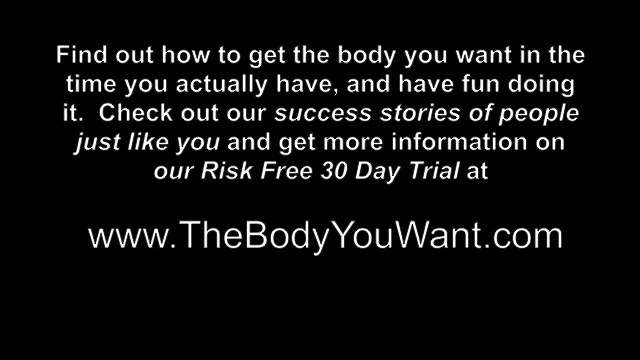 Find out how to get the body you want in the
time you actually have, and have fun doing
it.  Check out our success stories of people
just like you and get more information on
our Risk Free 30 Day Trial at
www.TheBodyYouWant.com